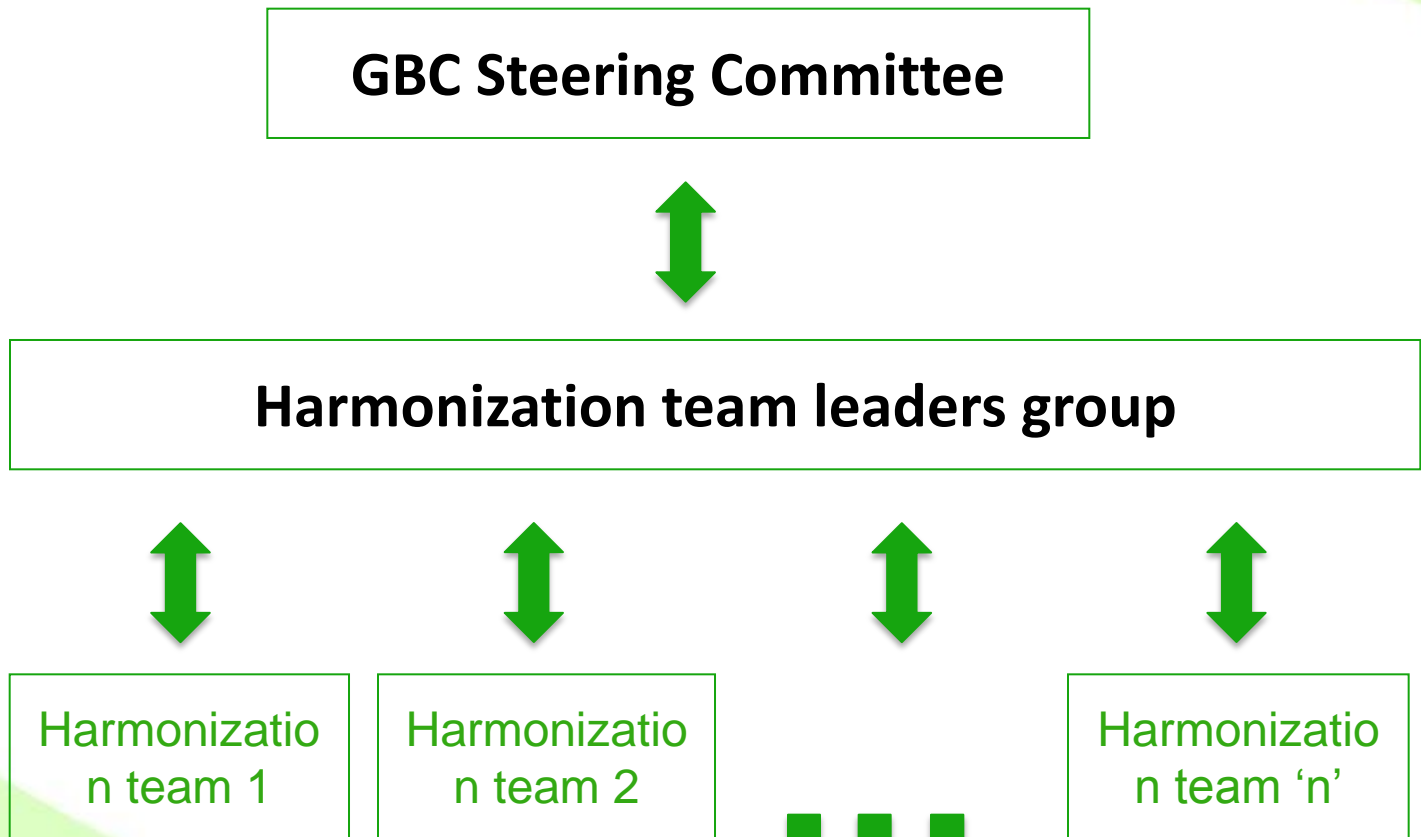 GBC Steering Committee
Harmonization team leaders group
Harmonizatio
n team 1
Harmonizatio
n team 2
Harmonizatio
n team ‘n’